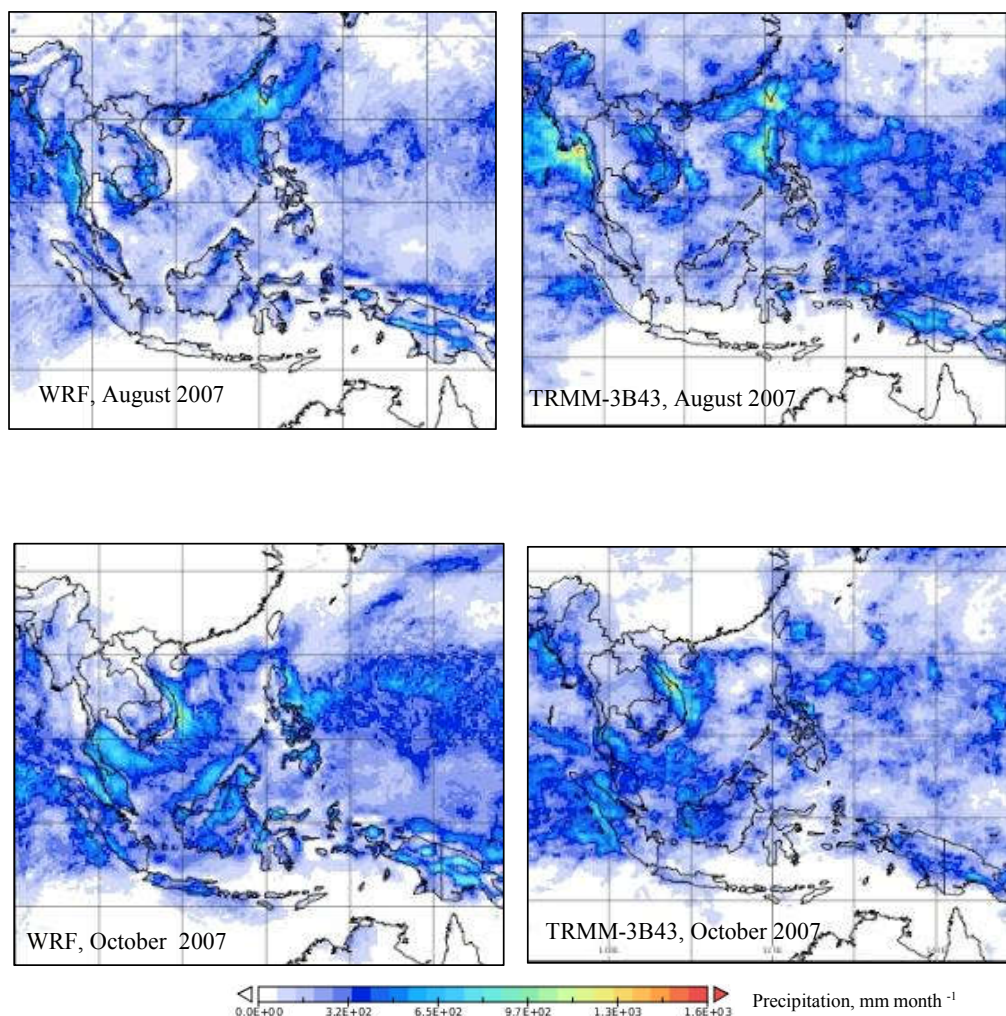 WRF, August 2007
TRMM-3B43, August 2007
WRF, October 2007
TRMM-3B43, October 2007
0.0E+00 3.2E+02 6.5E+02 9.7E+02 1.3E+03 1.6E+03
Precipitation, mm month -1